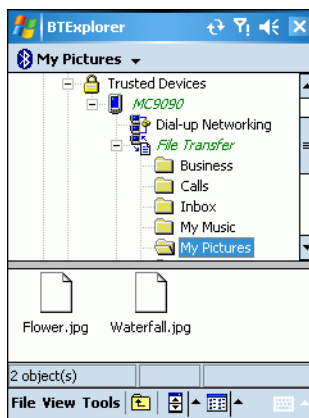 BTExplorer
My Pictures
Trusted Devices
MC9090
Dial-up Networking
File Transfer
Business
Calls
Inbox
My Music
My Pictures
Flower.jpg Waterfall.jpg
2 object(s)
File View Tools